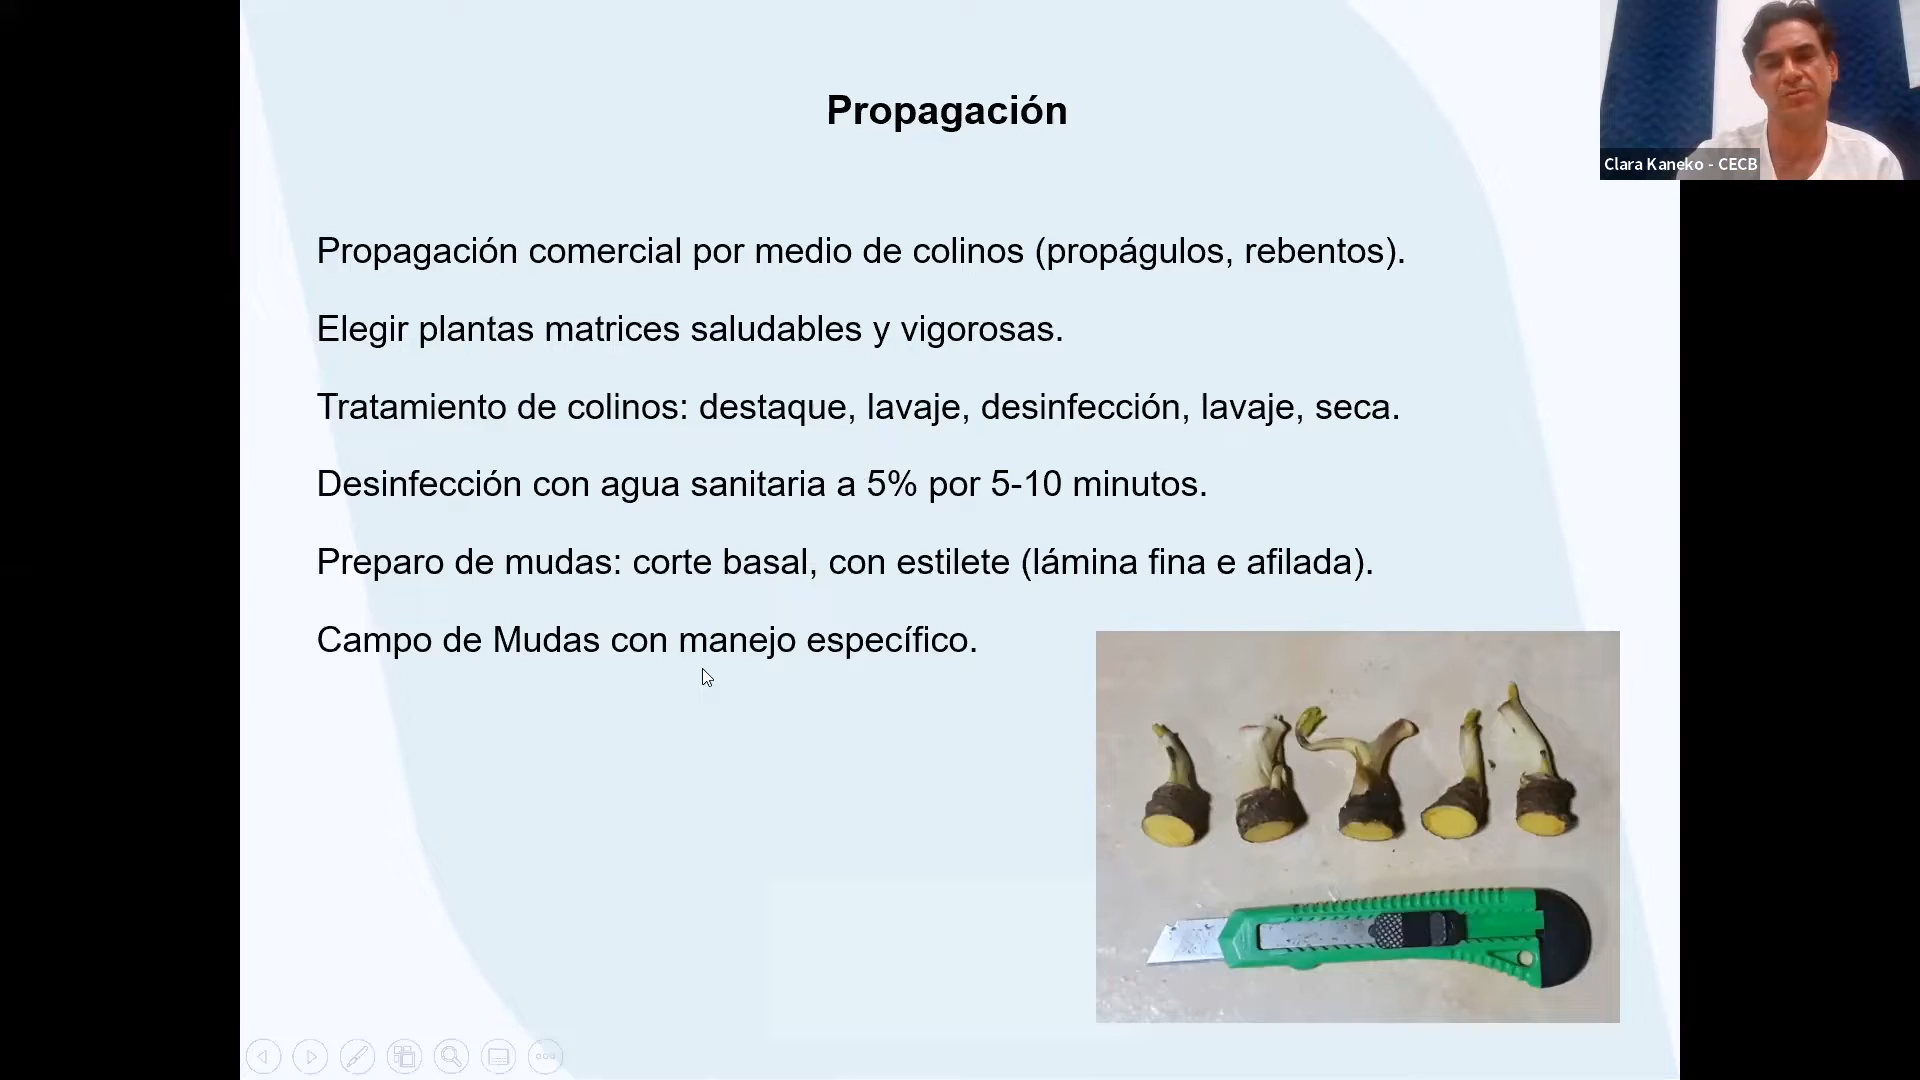 Propagación
Clara Kaneko - CECB
Propagación comercial por medio de colinos (propágulos, rebentos).
Elegir plantas matrices saludables y vigorosas.
Tratamiento de colinos: destaque, lavaje, desinfección, lavaje, seca.
Desinfección con agua sanitaria a 5% por 5-10 minutos.
Preparo de mudas: corte basal, con estilete (lámina fina e afilada).
Campo de Mudas con manejo específico.